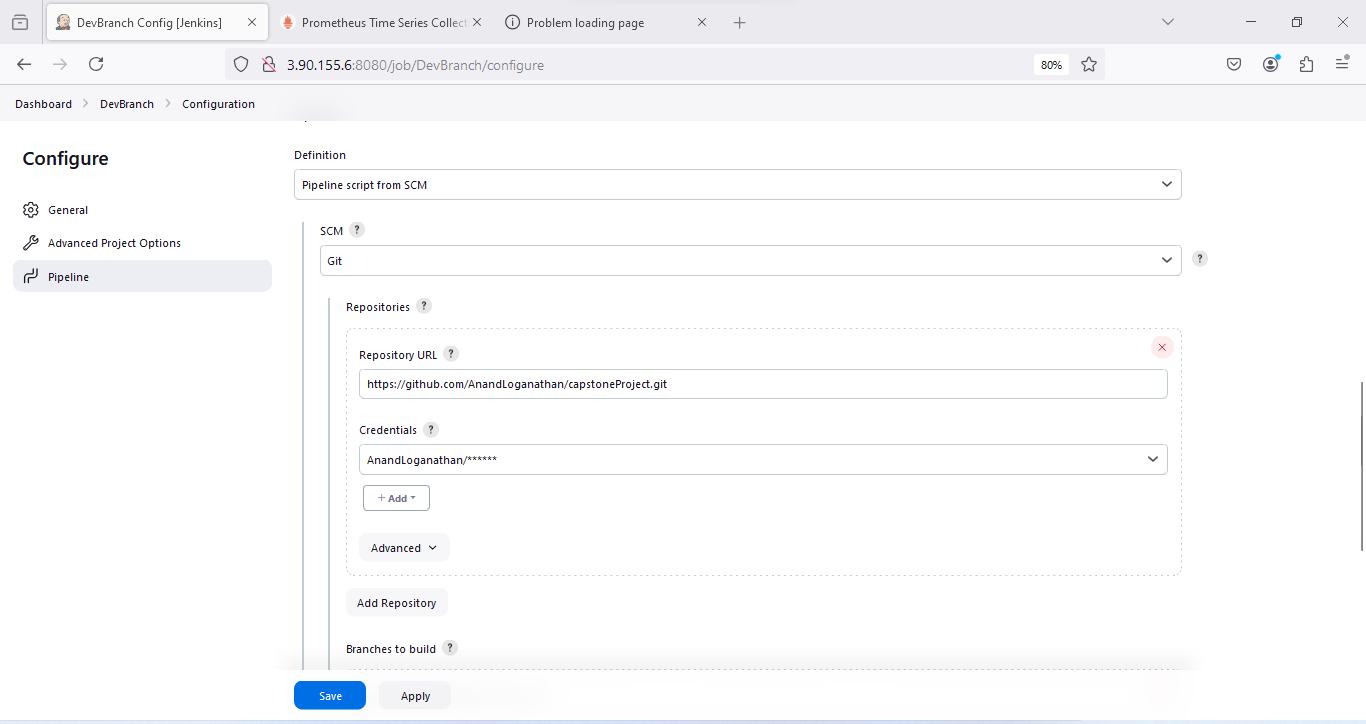 DevBranch Config [Jenkins]
Prometheus Time Series Collect
Problem loading page
3.90.155.6:8080/job/DevBranch/configure
80%
Dashboard
DevBranch
Configuration
Configure
General
Advanced Project Options
Pipeline
Definition
Pipeline script from SCM
SCM ?
Git
?
Repositories ?
Repository URL ?
https://github.com/AnandLoganathan/capstoneProject.git
Credentials ?
AnandLoganathan/******
+ Add
Advanced
Add Repository
Branches to build ?
Save
Apply